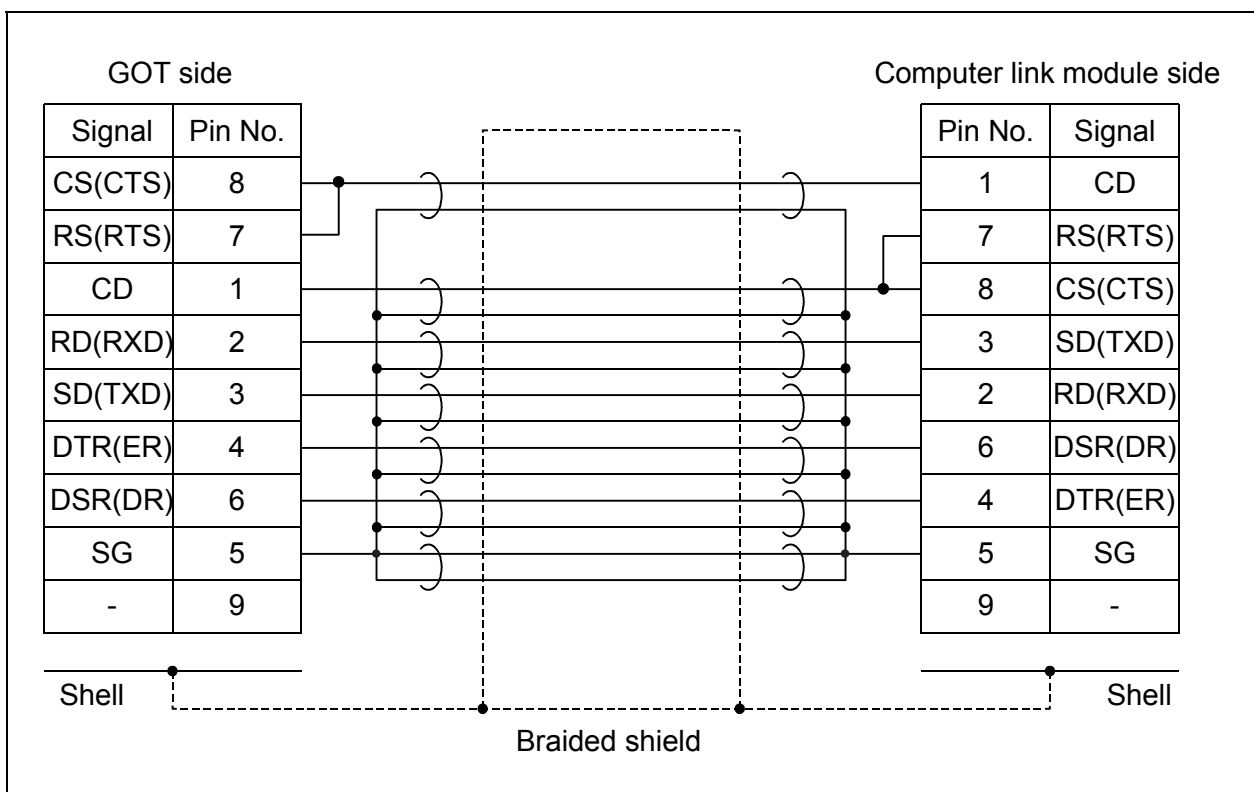 GOT side
Computer link module side
Signal Pin No. Pin No. Signal
CS(CTS) 8 1 CD
RS(RTS) 7 7 RS(RTS)
CD 1 8 CS(CTS)
RD(RXD) 2 3 SD(TXD)
SD(TXD) 3 2 RD(RXD)
DTR(ER) 4 6 DSR(DR)
DSR(DR) 6 4 DTR(ER)
SG 5 5 SG
- 9 9 -
Shell Shell
Braided shield